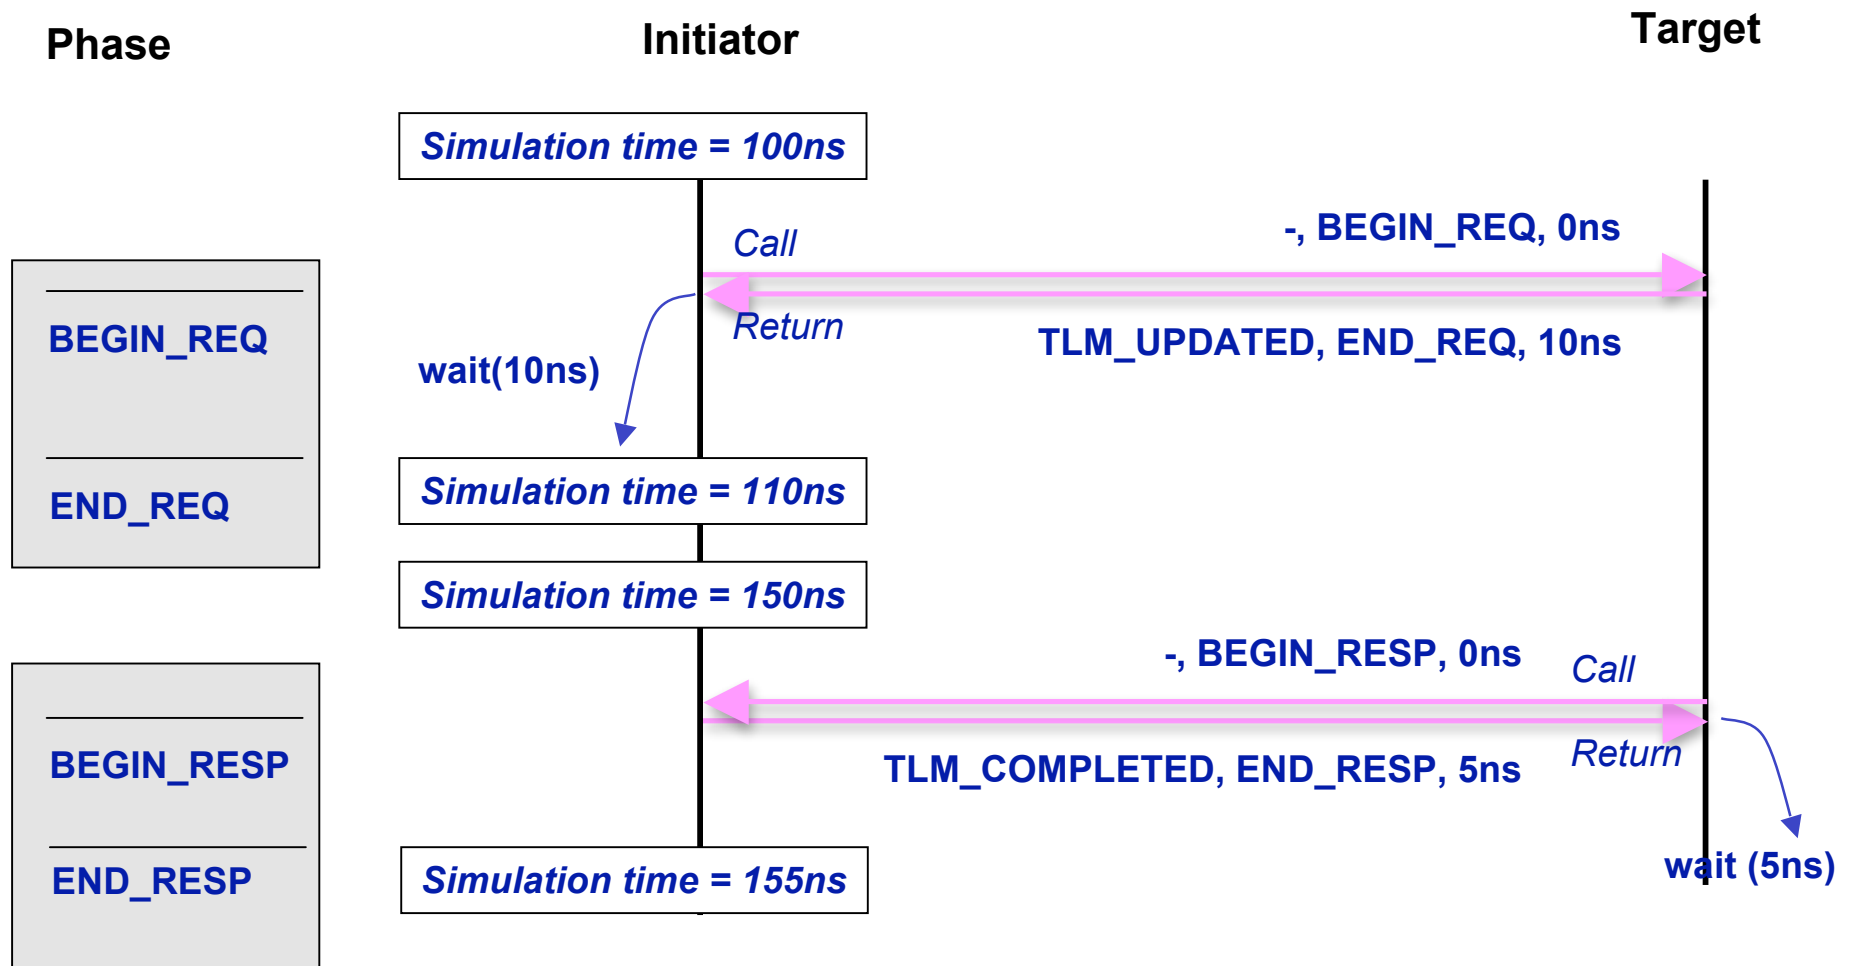 Phase
Initiator
Target
Simulation time = 100ns
-, BEGIN_REQ, 0ns
Call
Return
BEGIN_REQ
TLM_UPDATED, END_REQ, 10ns
wait(10ns)
Simulation time = 110ns
END_REQ
Simulation time = 150ns
-, BEGIN_RESP, 0ns
Call
BEGIN_RESP
TLM_COMPLETED, END_RESP, 5ns
Return
wait (5ns)
END_RESP
Simulation time = 155ns